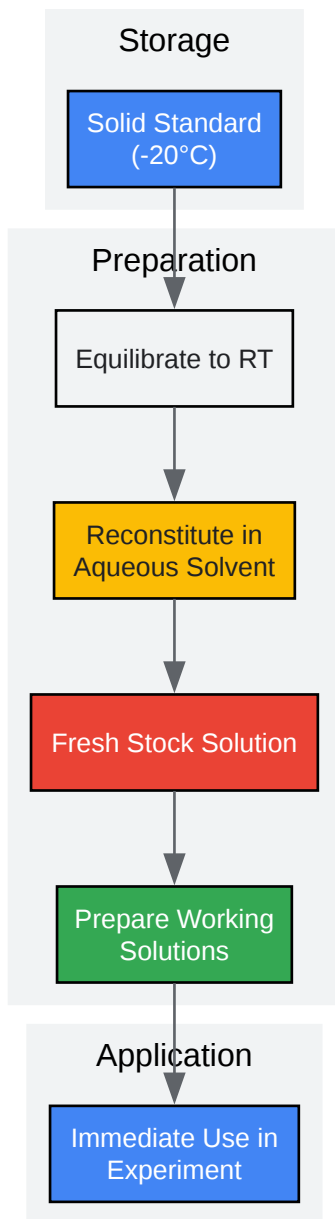 Storage
Solid Standard
(-20°C)
Preparation
Equilibrate to RT
Reconstitute in
Aqueous Solvent
Fresh Stock Solution
Prepare Working
Solutions
Application
Immediate Use in
Experiment